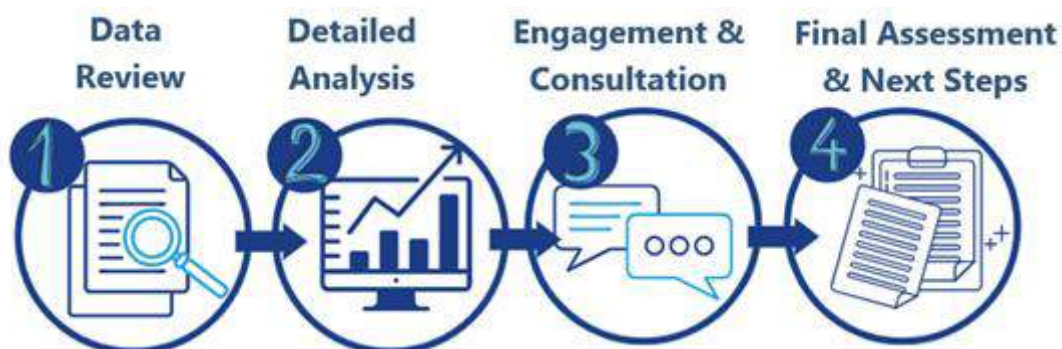 Data
Review
1
Detailed
Analysis
2
Engagement &
Consultation
3
Final Assessment
& Next Steps
4